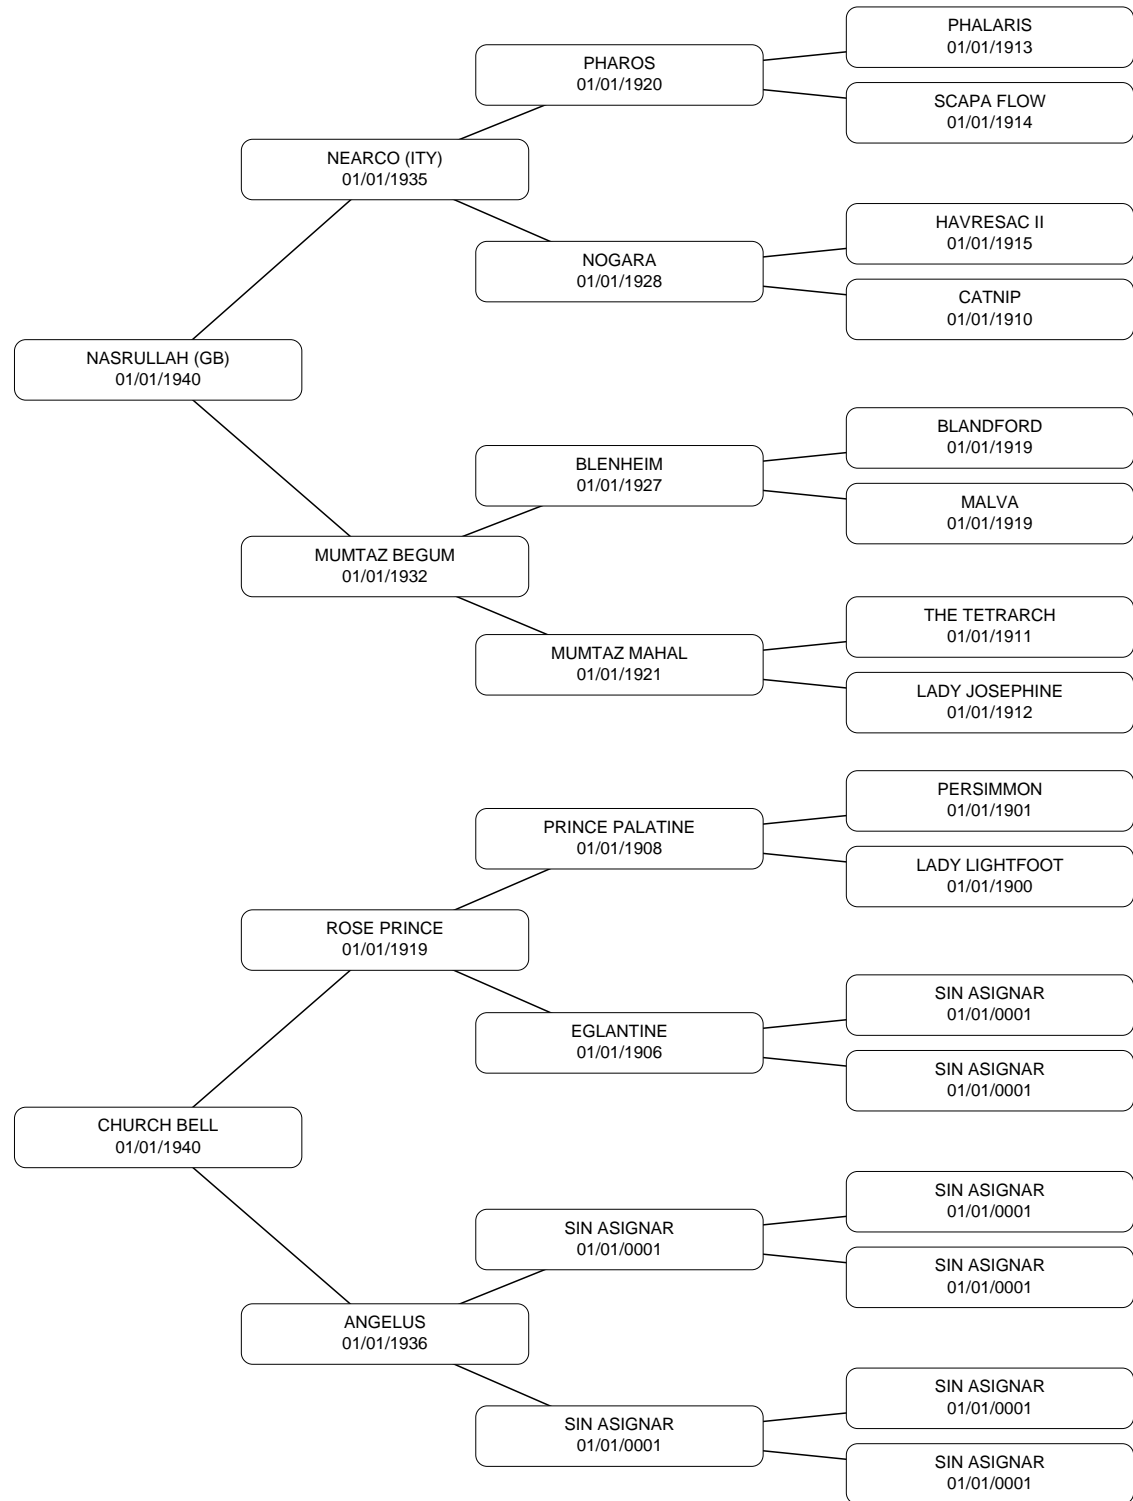 PHALARIS
01/01/1913
PHAROS
01/01/1920
SCAPA FLOW
01/01/1914
NEARCO (ITY)
01/01/1935
HAVRESAC II
01/01/1915
NOGARA
01/01/1928
CATNIP
01/01/1910
NASRULLAH (GB)
01/01/1940
BLANDFORD
01/01/1919
BLENHEIM
01/01/1927
MALVA
01/01/1919
MUMTAZ BEGUM
01/01/1932
THE TETRARCH
01/01/1911
MUMTAZ MAHAL
01/01/1921
LADY JOSEPHINE
01/01/1912
PERSIMMON
01/01/1901
PRINCE PALATINE
01/01/1908
LADY LIGHTFOOT
01/01/1900
ROSE PRINCE
01/01/1919
SIN ASIGNAR
01/01/0001
EGLANTINE
01/01/1906
SIN ASIGNAR
01/01/0001
CHURCH BELL
01/01/1940
SIN ASIGNAR
01/01/0001
SIN ASIGNAR
01/01/0001
SIN ASIGNAR
01/01/0001
ANGELUS
01/01/1936
SIN ASIGNAR
01/01/0001
SIN ASIGNAR
01/01/0001
SIN ASIGNAR
01/01/0001